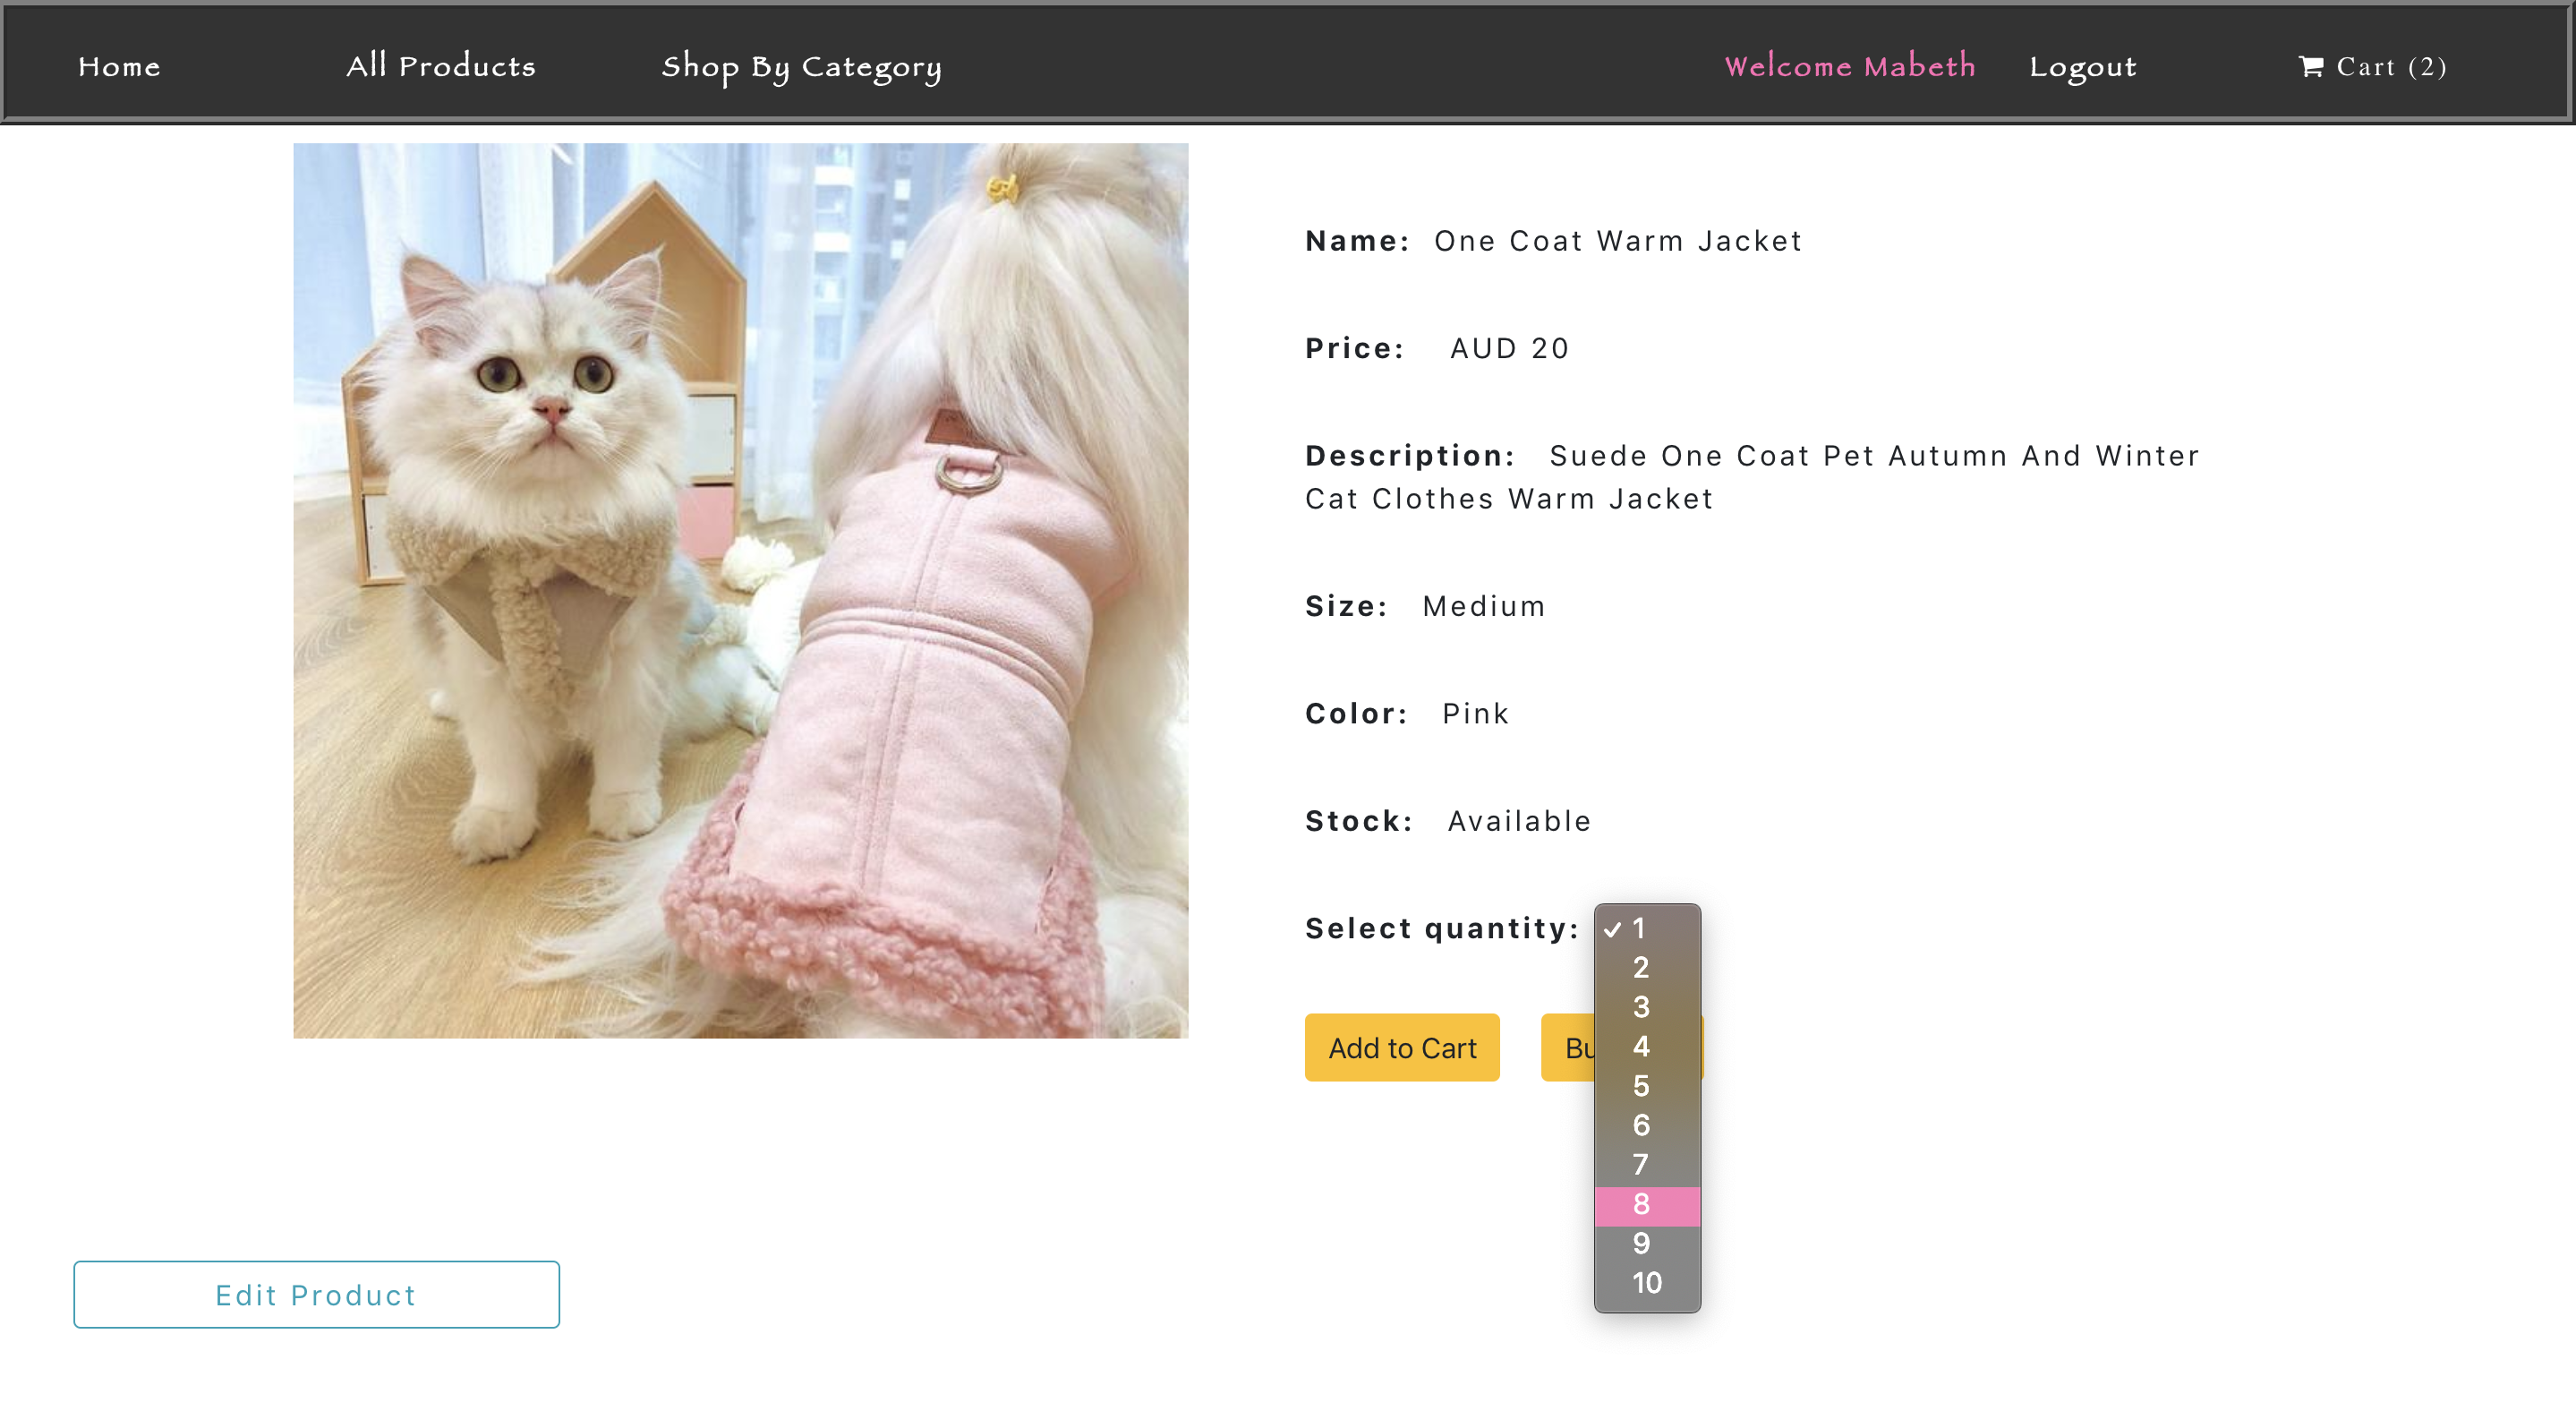 Home All Products Shop By Category Welcome Mabeth Logout Cart (2)
Name: One Coat Warm Jacket
Price: AUD 20
Description: Suede One Coat Pet Autumn And Winter
Cat Clothes Warm Jacket
Size: Medium
Color: Pink
Stock: Available
Select quantity: ✓ 1
2
3
4
5
6
7
8
9
10
Add to Cart
Edit Product